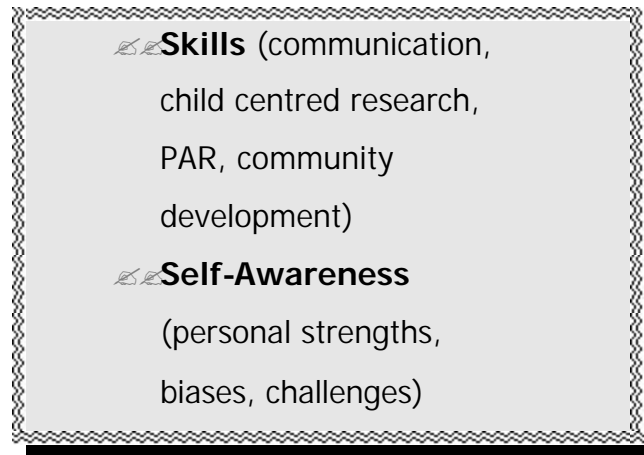 Skills (communication,
child centred research,
PAR, community
development)
Self-Awareness
(personal strengths,
biases, challenges)